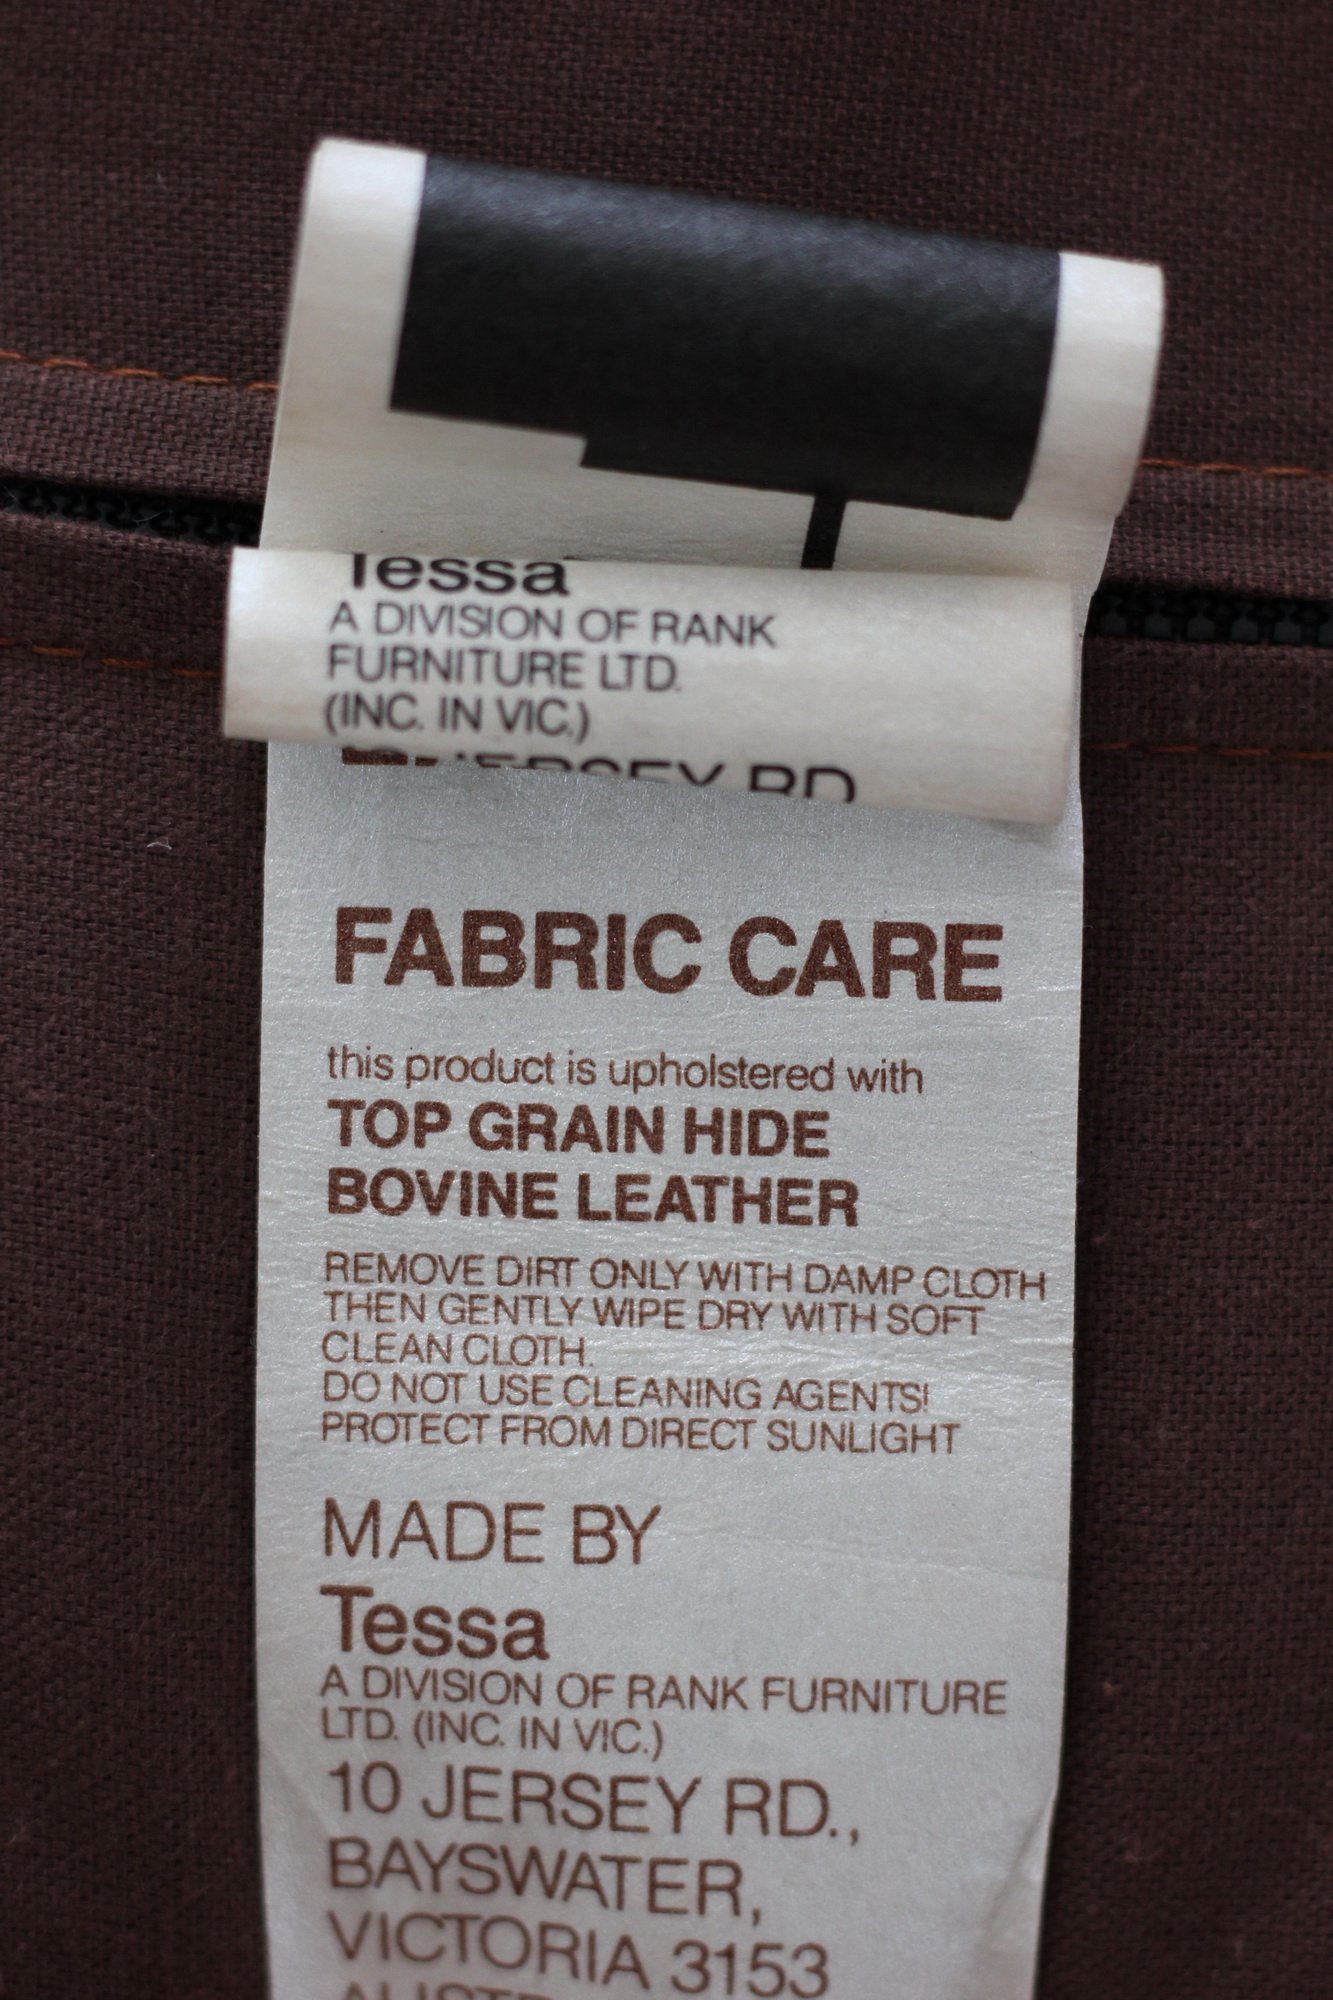 Tessa
A DIVISION OF RANK
FURNITURE LTD.
(INC. IN VIC.)
JERSEY RD
FABRIC CARE
this product is upholstered with
TOP GRAIN HIDE
BOVINE LEATHER
REMOVE DIRT ONLY WITH DAMP CLOTH
THEN GENTLY WIPE DRY WITH SOFT
CLEAN CLOTH.
DO NOT USE CLEANING AGENTS!
PROTECT FROM DIRECT SUNLIGHT
MADE BY
Tessa
A DIVISION OF RANK FURNITURE
LTD. (INC. IN VIC.)
10 JERSEY RD.,
BAYSWATER,
VICTORIA 3153